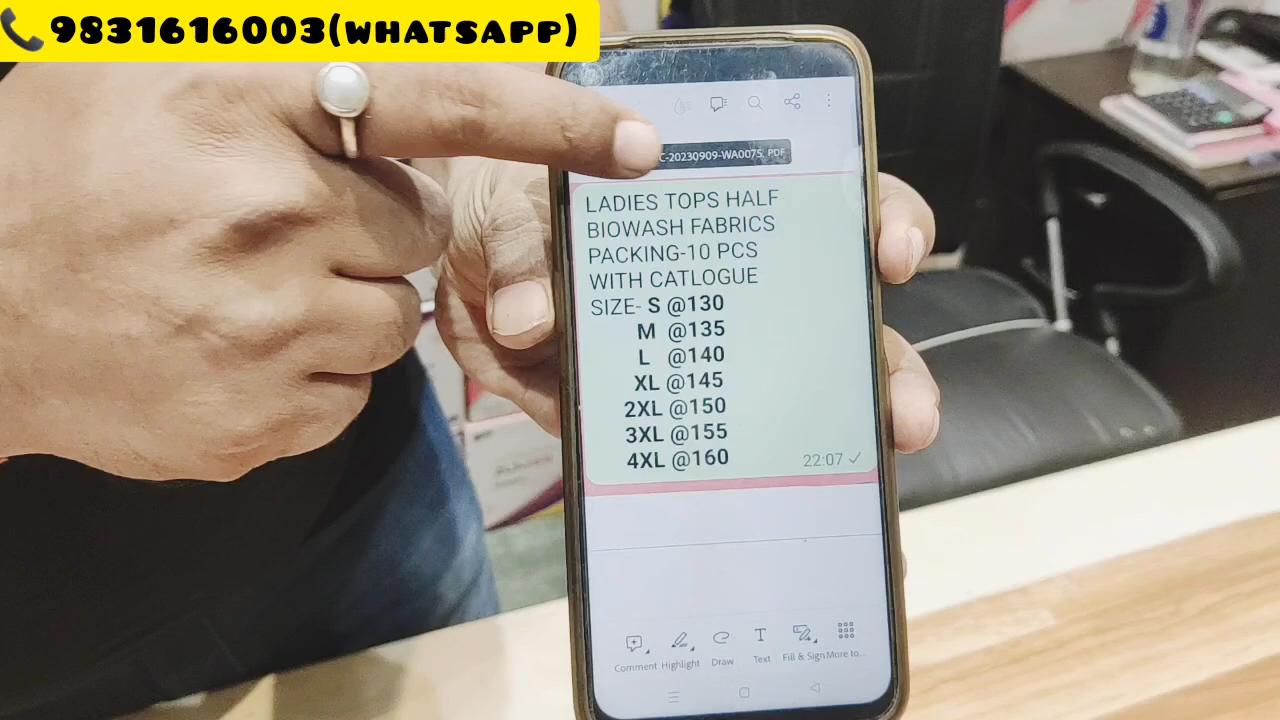 9831616003(WHATSAPP)
C-20230909-WA0075. PDF
LADIES TOPS HALF
BIOWASH FABRICS
PACKING-10 PCS
WITH CATLOGUE
SIZE- S @130
M @135
L @140
XL @145
2XL @150
3XL @155
4XL @160
22:07
Comment Highlight Draw Text Fill & Sign More to...